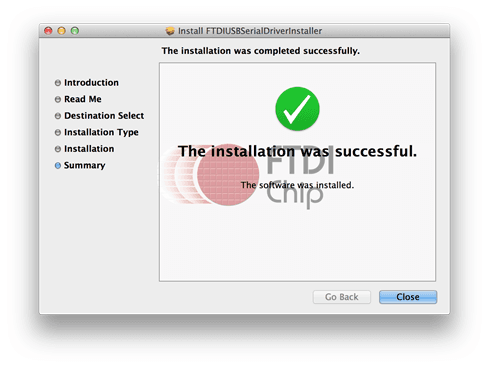 Install FTDIUSBSerialDriverInstaller
The installation was completed successfully.
Introduction
Read Me
Destination Select
Installation Type
Installation
Summary
The installation was successful.
FTDI
The software was installed.
Chip
Go Back
Close